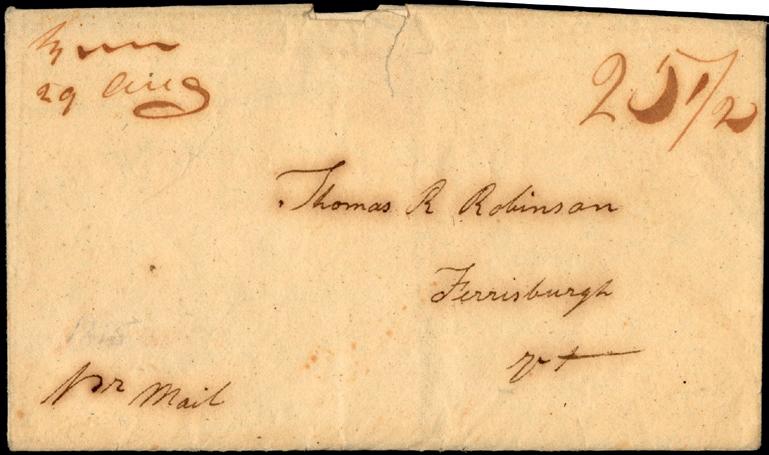 29 Aug
25 1/2
Thomas R Robinson
Ferrisburgh
Vt
Pr Mail